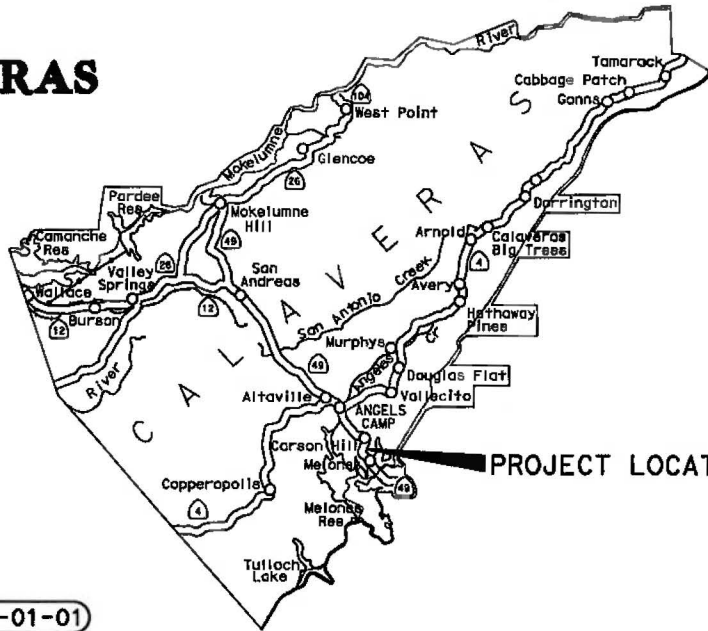 RAS
River
Tamarack
Cabbage Patch
Ganns
104
West Point
Glencoe
26
Mokelumne
Mokelumne
Hill
Pardee
Res
Camanche
Res
49
Dorrington
Arnold
Calaveras
Big Trees
4
Wallace
Valley
Springs
26
San
Andreas
Avery
San Antonio Creek
12
Burson
12
Hathaway
Pines
Murphys
Angeles Cr
River
49
Douglas Flat
Altaville
Vallecito
ANGELS
CAMP
CALAVERAS
Carson Hill
Melones
PROJECT LOCAT
49
Copperopolis
4
Melones
Res
Tulloch
Lake
-01-01)